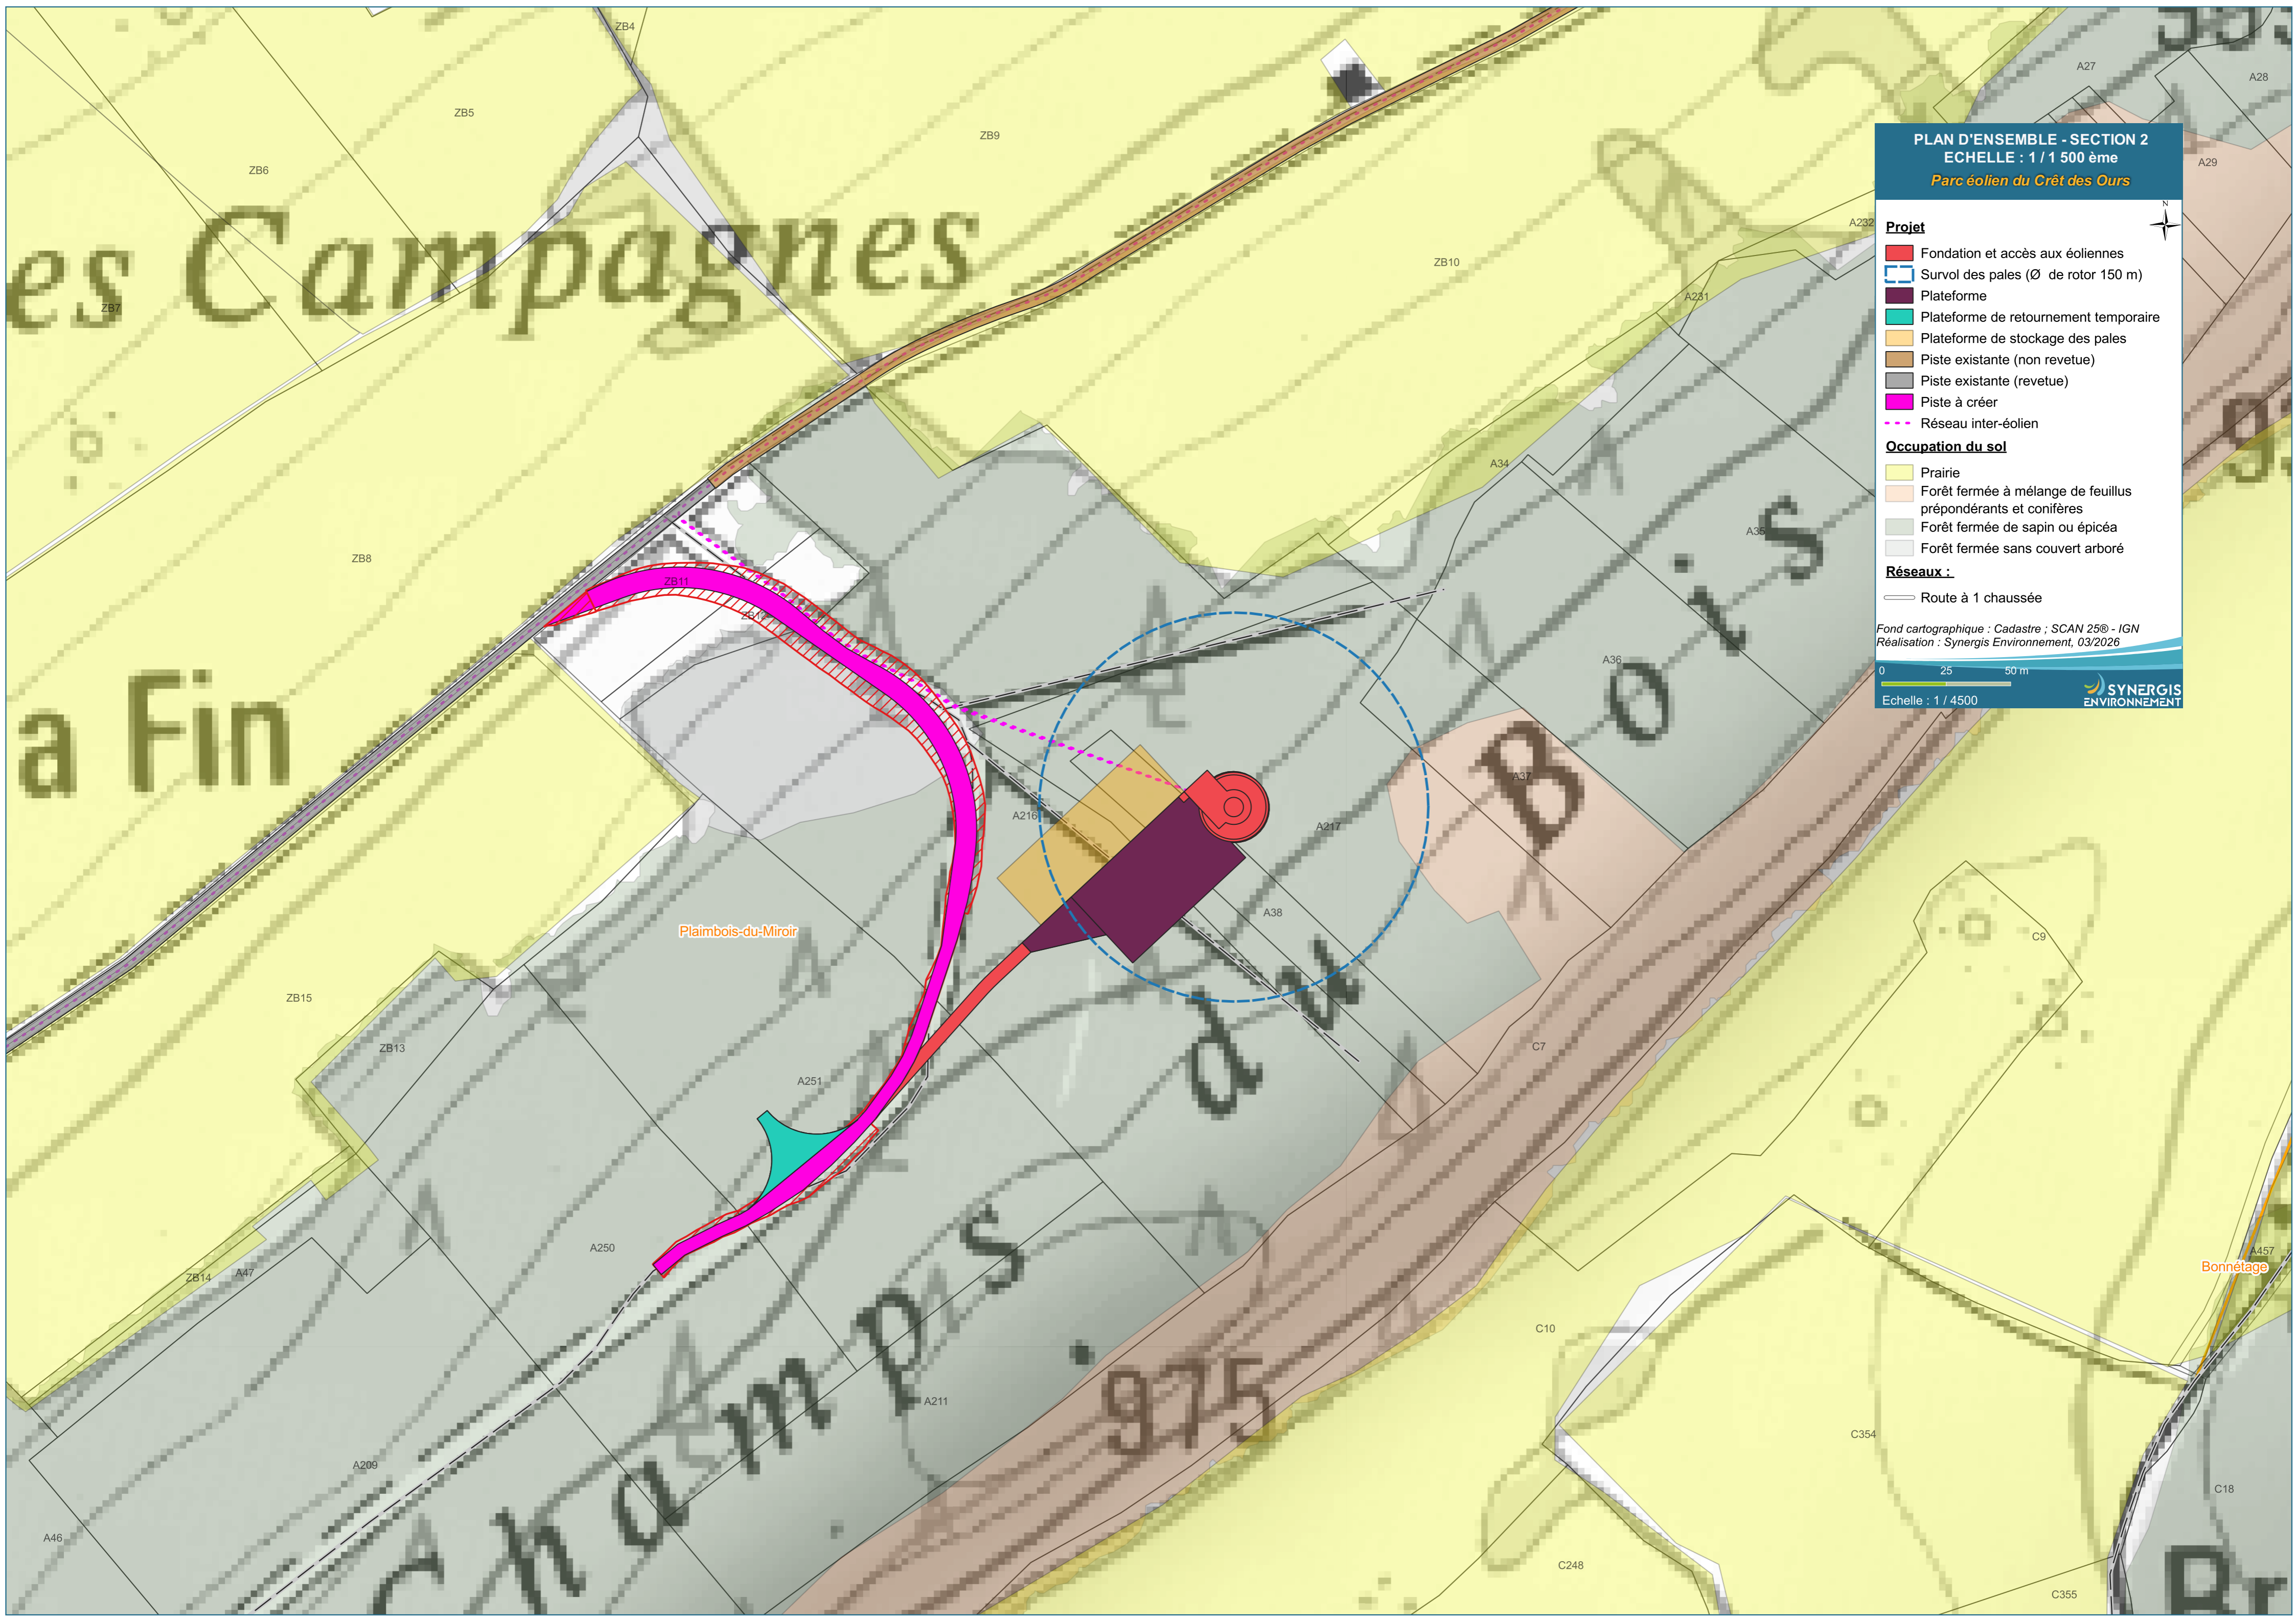 ZB4
ZB5
ZB6
ZB9
ZB10
ZB7
es Campagnes
A27
A28
A29
A232
A231
PLAN D'ENSEMBLE - SECTION 2
ECHELLE : 1 / 1 500 ème
Parc éolien du Crêt des Ours
N
Projet
Fondation et accès aux éoliennes
Survol des pales (Ø de rotor 150 m)
Plateforme
Plateforme de retournement temporaire
Plateforme de stockage des pales
Piste existante (non revetue)
Piste existante (revetue)
Piste à créer
Réseau inter-éolien
Occupation du sol
Prairie
Forêt fermée à mélange de feuillus
prépondérants et conifères
Forêt fermée de sapin ou épicéa
Forêt fermée sans couvert arboré
Réseaux :
Route à 1 chaussée
Fond cartographique : Cadastre ; SCAN 25® - IGN
Réalisation : Synergis Environnement, 03/2026
0 25 50 m
Echelle : 1 / 4500
SYNERGIS
ENVIRONNEMENT
A34
A35
ZB8
ZB11
A36
Bois
a Fin
A37
A216
A217
A38
Plaimbois-du-Miroir
C9
ZB15
ZB13
C7
A251
du
A250
ZB14
A47
A457
Bonnétage
C10
Champs
975
A211
C354
A209
C18
A46
C248
C355
Br